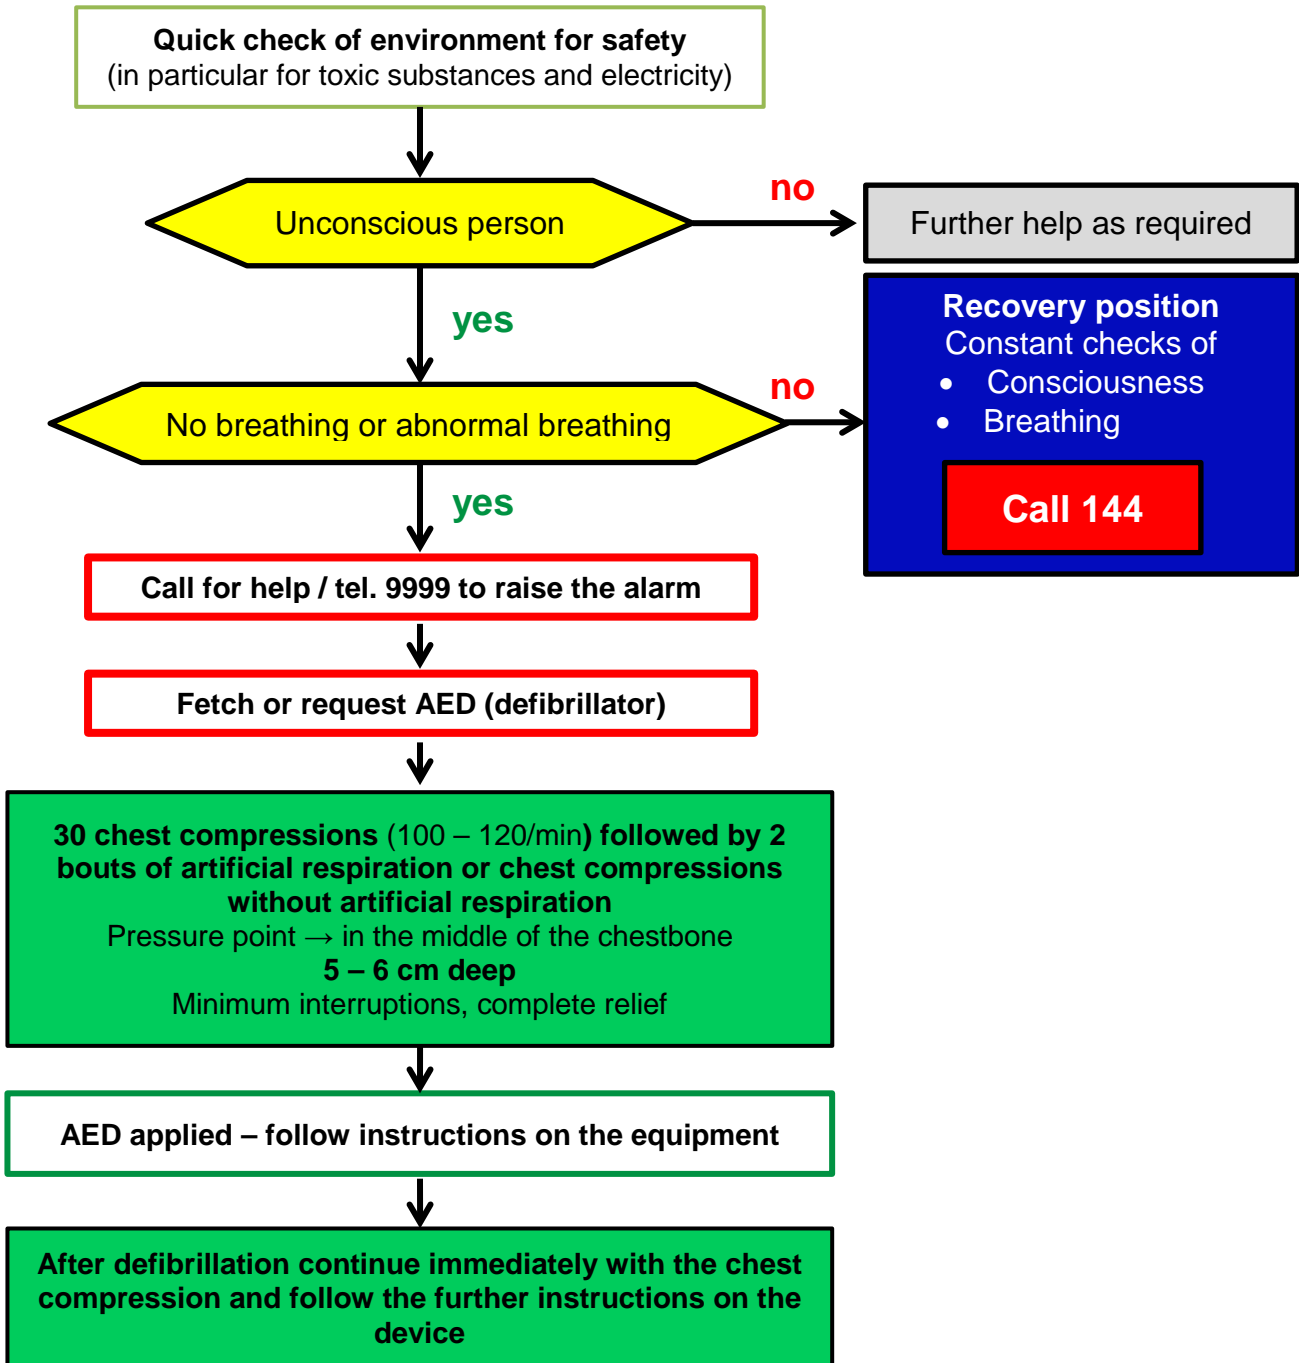 Quick check of environment for safety
(in particular for toxic substances and electricity)
Unconscious person
no
Further help as required
yes
No breathing or abnormal breathing
no
Recovery position
Constant checks of
• Consciousness
• Breathing
Call 144
yes
Call for help / tel. 9999 to raise the alarm
Fetch or request AED (defibrillator)
30 chest compressions (100 – 120/min) followed by 2
bouts of artificial respiration or chest compressions
without artificial respiration
Pressure point → in the middle of the chestbone
5 – 6 cm deep
Minimum interruptions, complete relief
AED applied – follow instructions on the equipment
After defibrillation continue immediately with the chest
compression and follow the further instructions on the
device